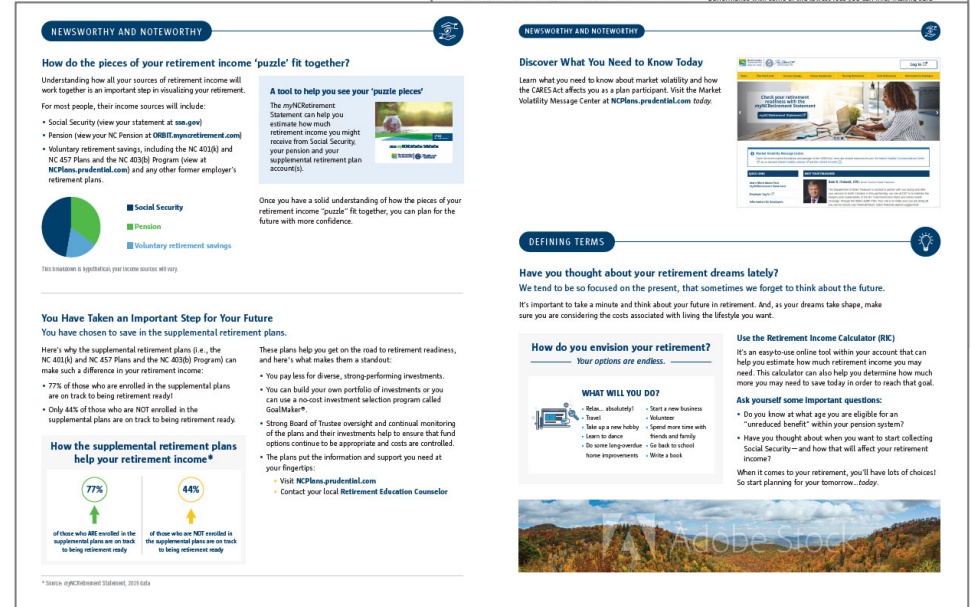 NEWSWORTHY AND NOTEWORTHY
How do the pieces of your retirement income ‘puzzle’ fit together?
Understanding how all your sources of retirement income will
work together is an important step in visualizing your retirement.
For most people, their income sources will include:
• Social Security (view your statement at ssa.gov)
• Pension (view your NC Pension at ORBIT.myncretirement.com)
• Voluntary retirement savings, including the NC 401(k) and
NC 457 Plans and the NC 403(b) Program (view at
NCPlans.prudential.com) and any other former employer's
retirement plans.
Social Security
Pension
Voluntary retirement savings
This breakdown is hypothetical, your income sources will vary.
A tool to help you see your ‘puzzle pieces’
The myNCRetirement
Statement can help you
estimate how much
retirement income you might
receive from Social Security,
your pension and your
supplemental retirement plan
account(s).
Once you have a solid understanding of how the pieces of your
retirement income “puzzle” fit together, you can plan for the
future with more confidence.
You Have Taken an Important Step for Your Future
You have chosen to save in the supplemental retirement plans.
Here's why the supplemental retirement plans (i.e., the
NC 401(k) and NC 457 Plans and the NC 403(b) Program) can
make such a difference in your retirement income:
• 77% of those who are enrolled in the supplemental plans
are on track to being retirement ready!
• Only 44% of those who are NOT enrolled in the
supplemental plans are on track to being retirement ready.
How the supplemental retirement plans
help your retirement income*
77%
of those who ARE enrolled in the
supplemental plans are on track
to being retirement ready
44%
of those who are NOT enrolled in
the supplemental plans are on track
to being retirement ready
These plans help you get on the road to retirement readiness,
and here's what makes them a standout:
• You pay less for diverse, strong-performing investments.
• You can build your own portfolio of investments or you
can use a no-cost investment selection program called
GoalMaker®.
• Strong Board of Trustee oversight and continual monitoring
of the plans and their investments help to ensure that fund
options continue to be appropriate and costs are controlled.
• The plans put the information and support you need at
your fingertips:
• Visit NCPlans.prudential.com
• Contact your local Retirement Education Counselor
* Source: myNCRetirement Statement, 2019 data
NEWSWORTHY AND NOTEWORTHY
Discover What You Need to Know Today
Learn what you need to know about market volatility and how
the CARES Act affects you as a plan participant. Visit the Market
Volatility Message Center at NCPlans.prudential.com today.
Log In
Check your retirement
readiness with the
myNCRetirement Statement
myNCRetirement Statement
Market Volatility Message Center
DEFINING TERMS
Have you thought about your retirement dreams lately?
We tend to be so focused on the present, that sometimes we forget to think about the future.
It's important to take a minute and think about your future in retirement. And, as your dreams take shape, make
sure you are considering the costs associated with living the lifestyle you want.
How do you envision your retirement?
Your options are endless.
WHAT WILL YOU DO?
• Relax... absolutely!
• Travel
• Take up a new hobby
• Learn to dance
• Do some long-overdue
home improvements
• Start a new business
• Volunteer
• Spend more time with
friends and family
• Go back to school
• Write a book
Use the Retirement Income Calculator (RIC)
It's an easy-to-use online tool within your account that can
help you estimate how much retirement income you may
need. This calculator can also help you determine how much
more you may need to save today in order to reach that goal.
Ask yourself some important questions:
• Do you know at what age you are eligible for an
“unreduced benefit” within your pension system?
• Have you thought about when you want to start collecting
Social Security—and how that will affect your retirement
income?
When it comes to your retirement, you'll have lots of choices!
So start planning for your tomorrow...today.
Adobe Stock